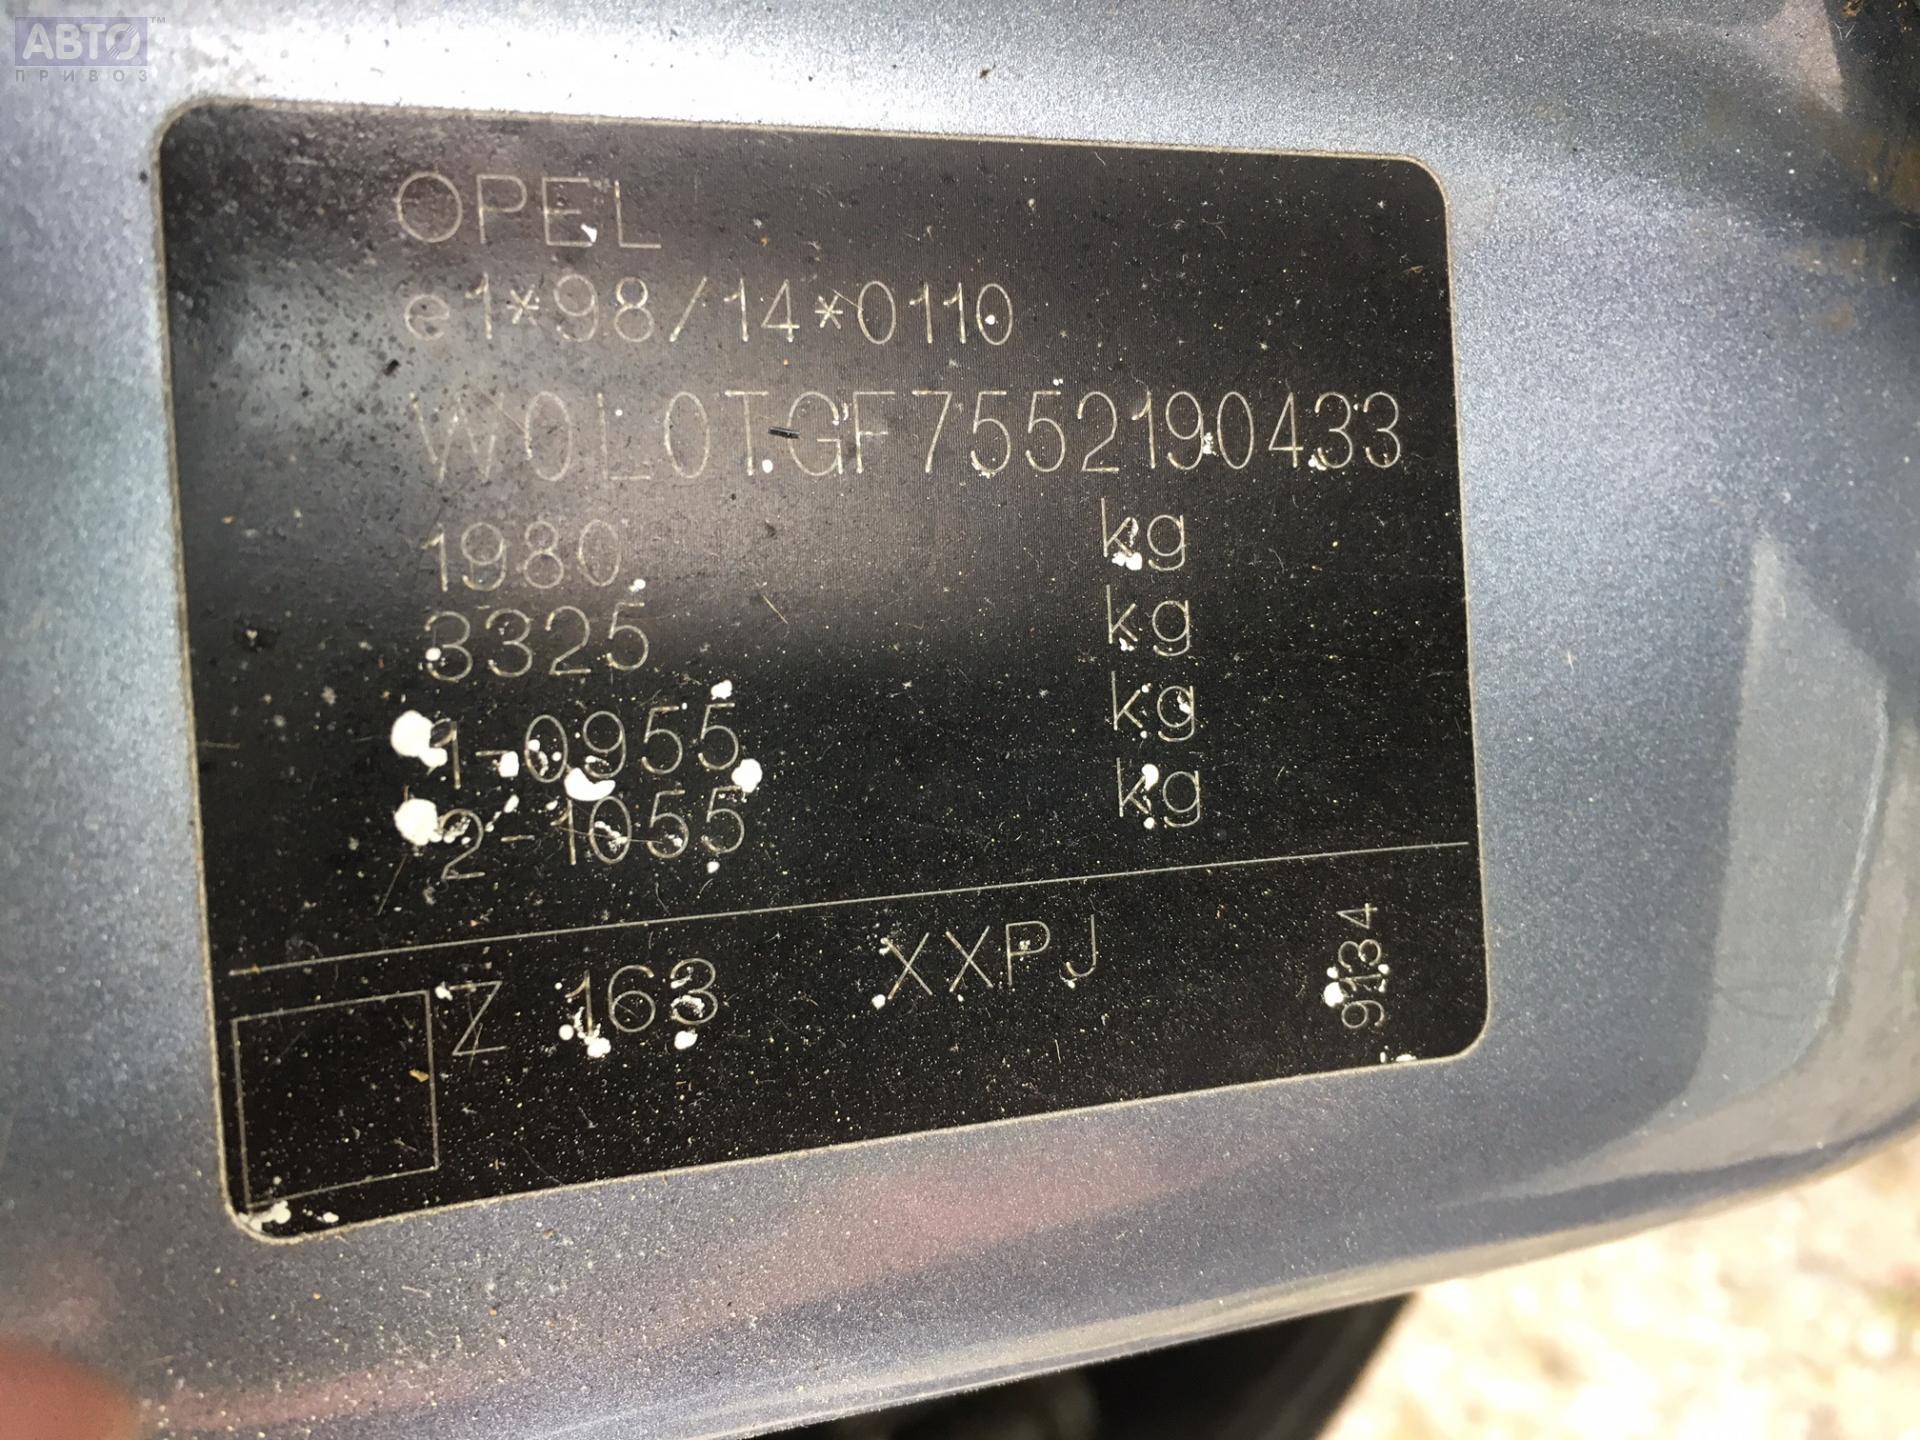 АВТО™
ПРИВОЗ
OPEL
e1*98/14*0110
W0L0TGF7552190433
1980 kg
3325 kg
1-0955 kg
2-1055 kg
Z 163 XXPJ
9134